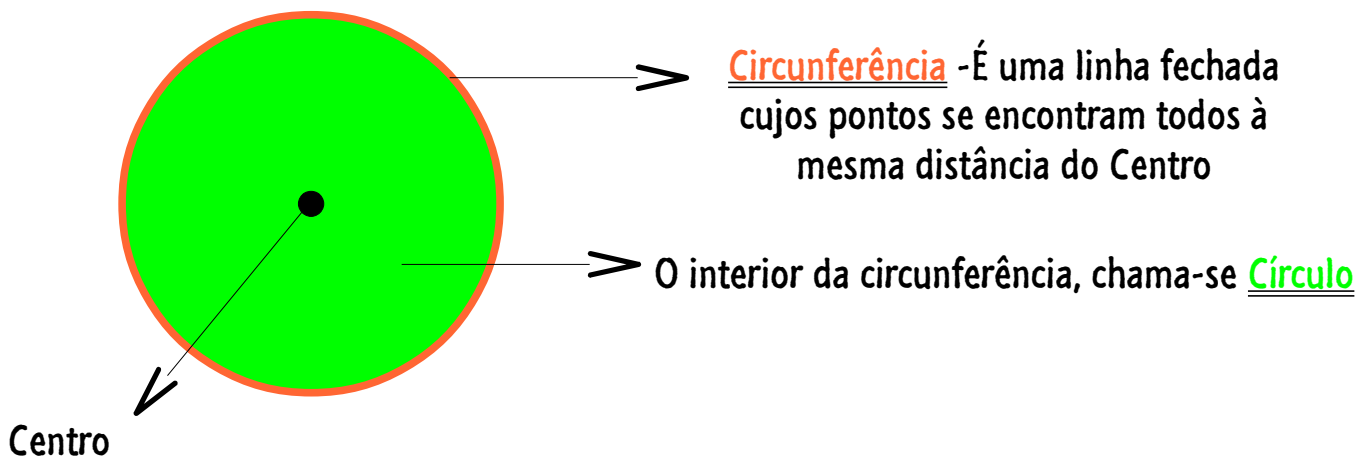 Circunferência -É uma linha fechada
cujos pontos se encontram todos à
mesma distância do Centro
O interior da circunferência, chama-se Círculo
Centro